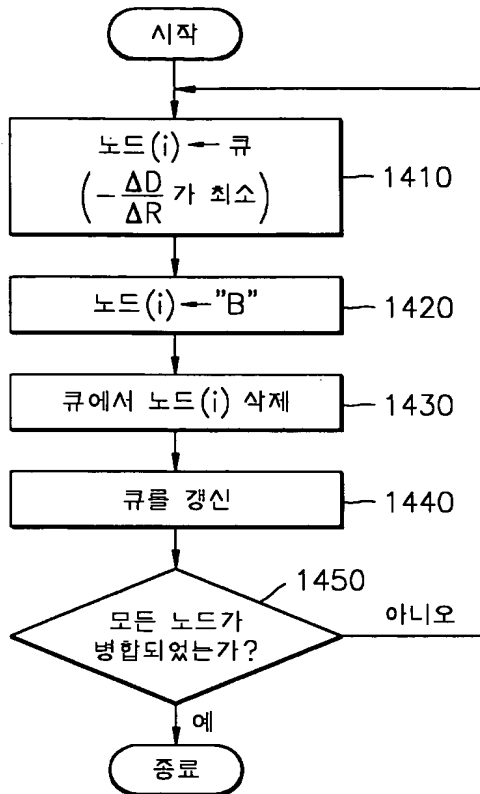 시작
노드(i) ← 큐
(-ΔD/ΔR 가 최소)
1410
노드(i) ← "B"
1420
큐에서 노드(i) 삭제
1430
큐를 갱신
1440
1450
모든 노드가
병합되었는가?
아니오
예
종료